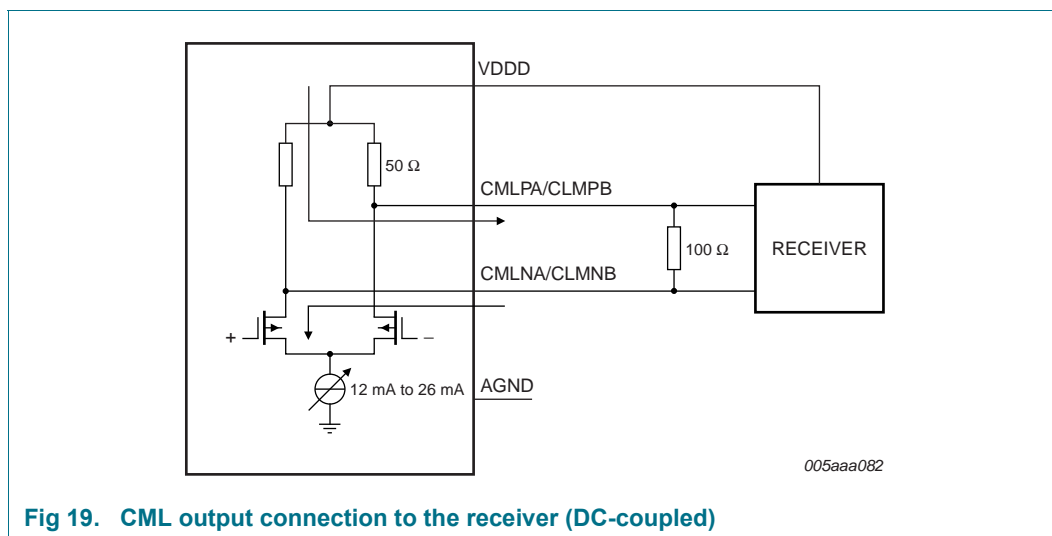 VDDD
50 Ω
CMLPA/CLMPB
100 Ω
RECEIVER
CMLNA/CLMNB
+
−
12 mA to 26 mA
AGND
005aaa082
Fig 19. CML output connection to the receiver (DC-coupled)